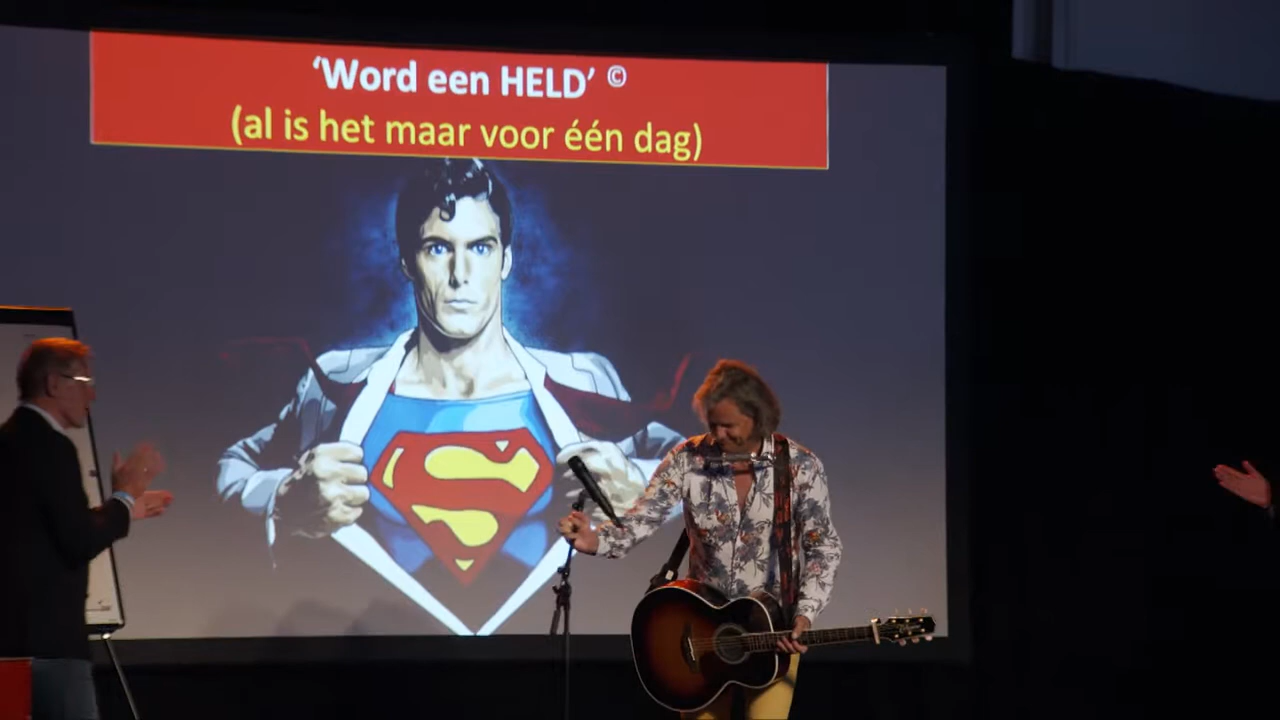 ‘Word een HELD’ ©
(al is het maar voor één dag)
S